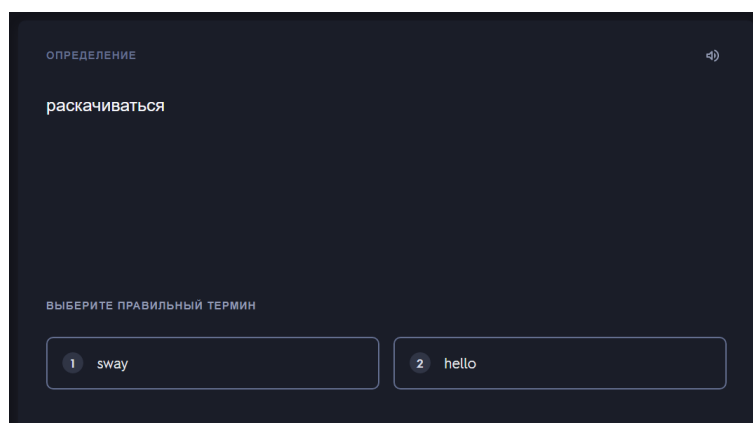 ОПРЕДЕЛЕНИЕ
раскачиваться
ВЫБЕРИТЕ ПРАВИЛЬНЫЙ ТЕРМИН
1 sway
2 hello